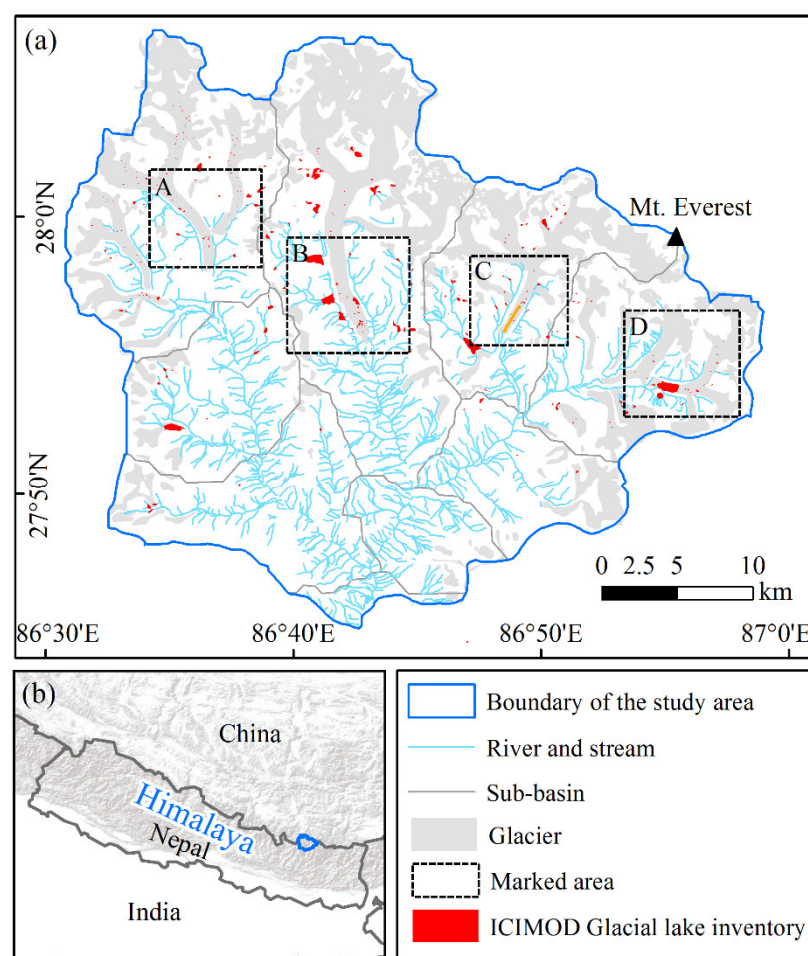 (a)
A
B
C
D
Mt. Everest
28°0'N
27°50'N
0 2.5 5 10
km
86°30'E 86°40'E 86°50'E 87°0'E
(b)
China
Himalaya
Nepal
India
Boundary of the study area
River and stream
Sub-basin
Glacier
Marked area
ICIMOD Glacial lake inventory